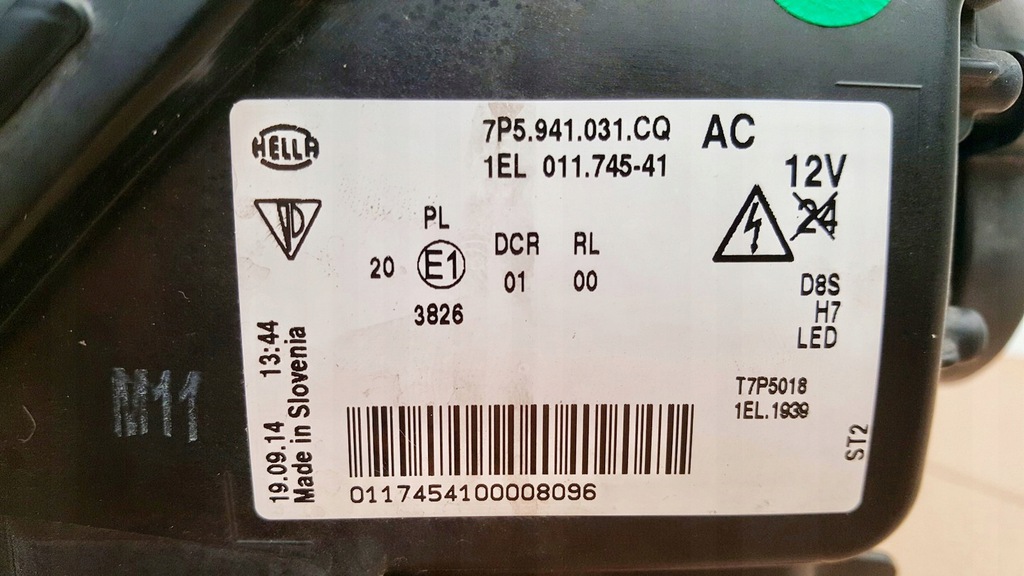 HELLA
7P5.941.031.CQ AC
1EL 011.745-41
12V
24
PL
20 E1 DCR RL
01 00
3826
D8S
H7
LED
T7P5018
1EL.1939
ST2
19.09.14 13:44
Made in Slovenia
0117454100008096
M11